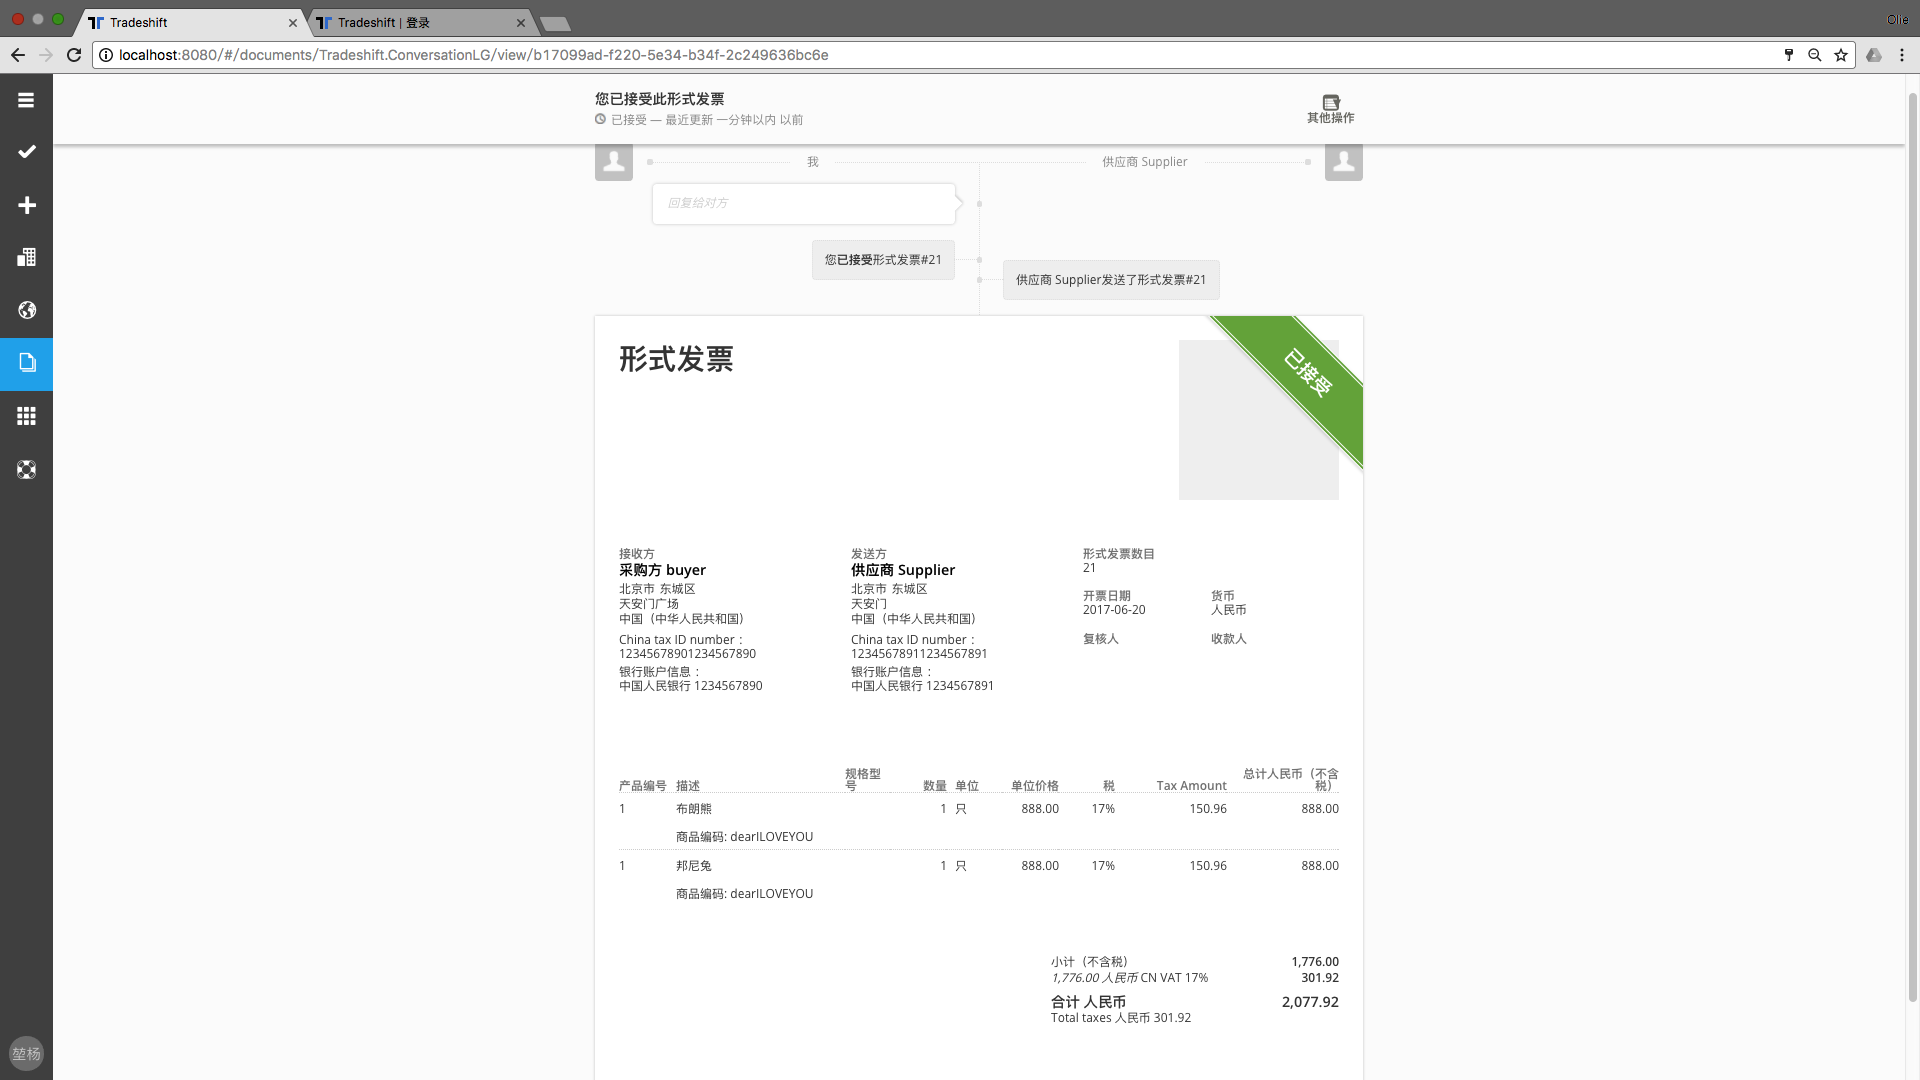 Tradeshift
Tradeshift | 登录
Olie
localhost:8080/#/documents/Tradeshift.ConversationLG/view/b17099ad-f220-5e34-b34f-2c249636bc6e
您已接受此形式发票
已接受 — 最近更新 一分钟以内 以前
其他操作
我
供应商 Supplier
回复给对方
您已接受形式发票#21
供应商 Supplier发送了形式发票#21
形式发票
已接受
接收方
采购方 buyer
北京市 东城区
天安门广场
中国（中华人民共和国）
China tax ID number：
12345678901234567890
银行账户信息：
中国人民银行 1234567890
发送方
供应商 Supplier
北京市 东城区
天安门
中国（中华人民共和国）
China tax ID number：
12345678911234567891
银行账户信息：
中国人民银行 1234567891
形式发票数目
21
开票日期 货币
2017-06-20 人民币
复核人 收款人
产品编号 描述 规格型号 数量 单位 单位价格 税 Tax Amount 总计人民币（不含税）
1 布朗熊 1 只 888.00 17% 150.96 888.00
商品编码: dearILOVEYOU
1 邦尼兔 1 只 888.00 17% 150.96 888.00
商品编码: dearILOVEYOU
小计（不含税） 1,776.00
1,776.00 人民币 CN VAT 17% 301.92
合计 人民币 2,077.92
Total taxes 人民币 301.92
堃杨